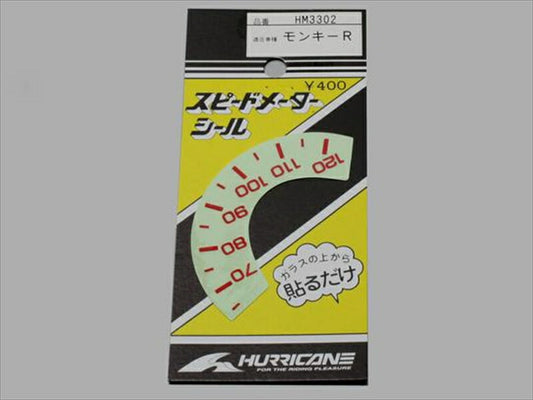 品番 HM3302
適応車種 モンキーR
Y400
スピードメーター
シール
120
110
100
90
80
70
ガラスの上から
貼るだけ
HURRICANE
FOR THE RIDING PLEASURE